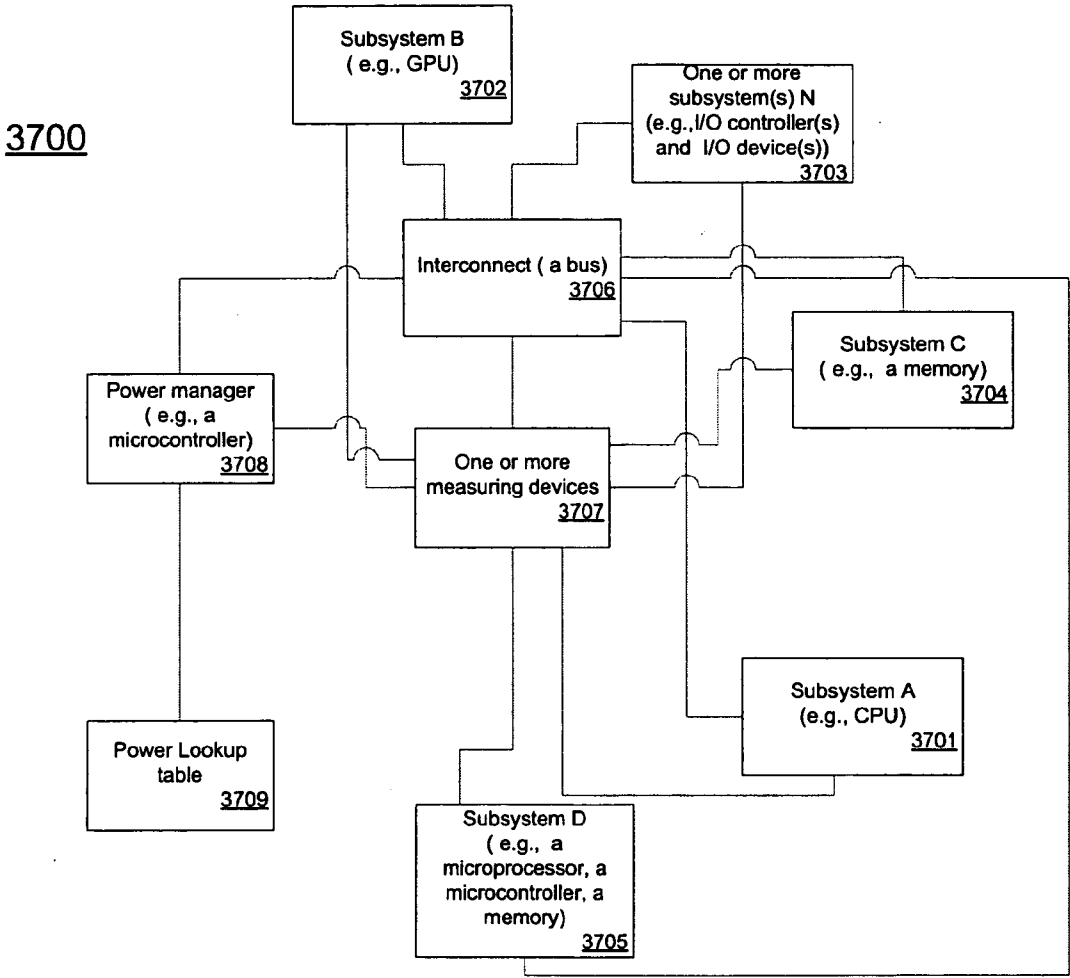 3700
Subsystem B
( e.g., GPU)
3702
One or more
subsystem(s) N
(e.g.,I/O controller(s)
and I/O device(s))
3703
Interconnect ( a bus)
3706
Subsystem C
( e.g., a memory)
3704
Power manager
( e.g., a
microcontroller)
3708
One or more
measuring devices
3707
Subsystem A
(e.g., CPU)
3701
Power Lookup
table
3709
Subsystem D
( e.g., a
microprocessor, a
microcontroller, a
memory)
3705